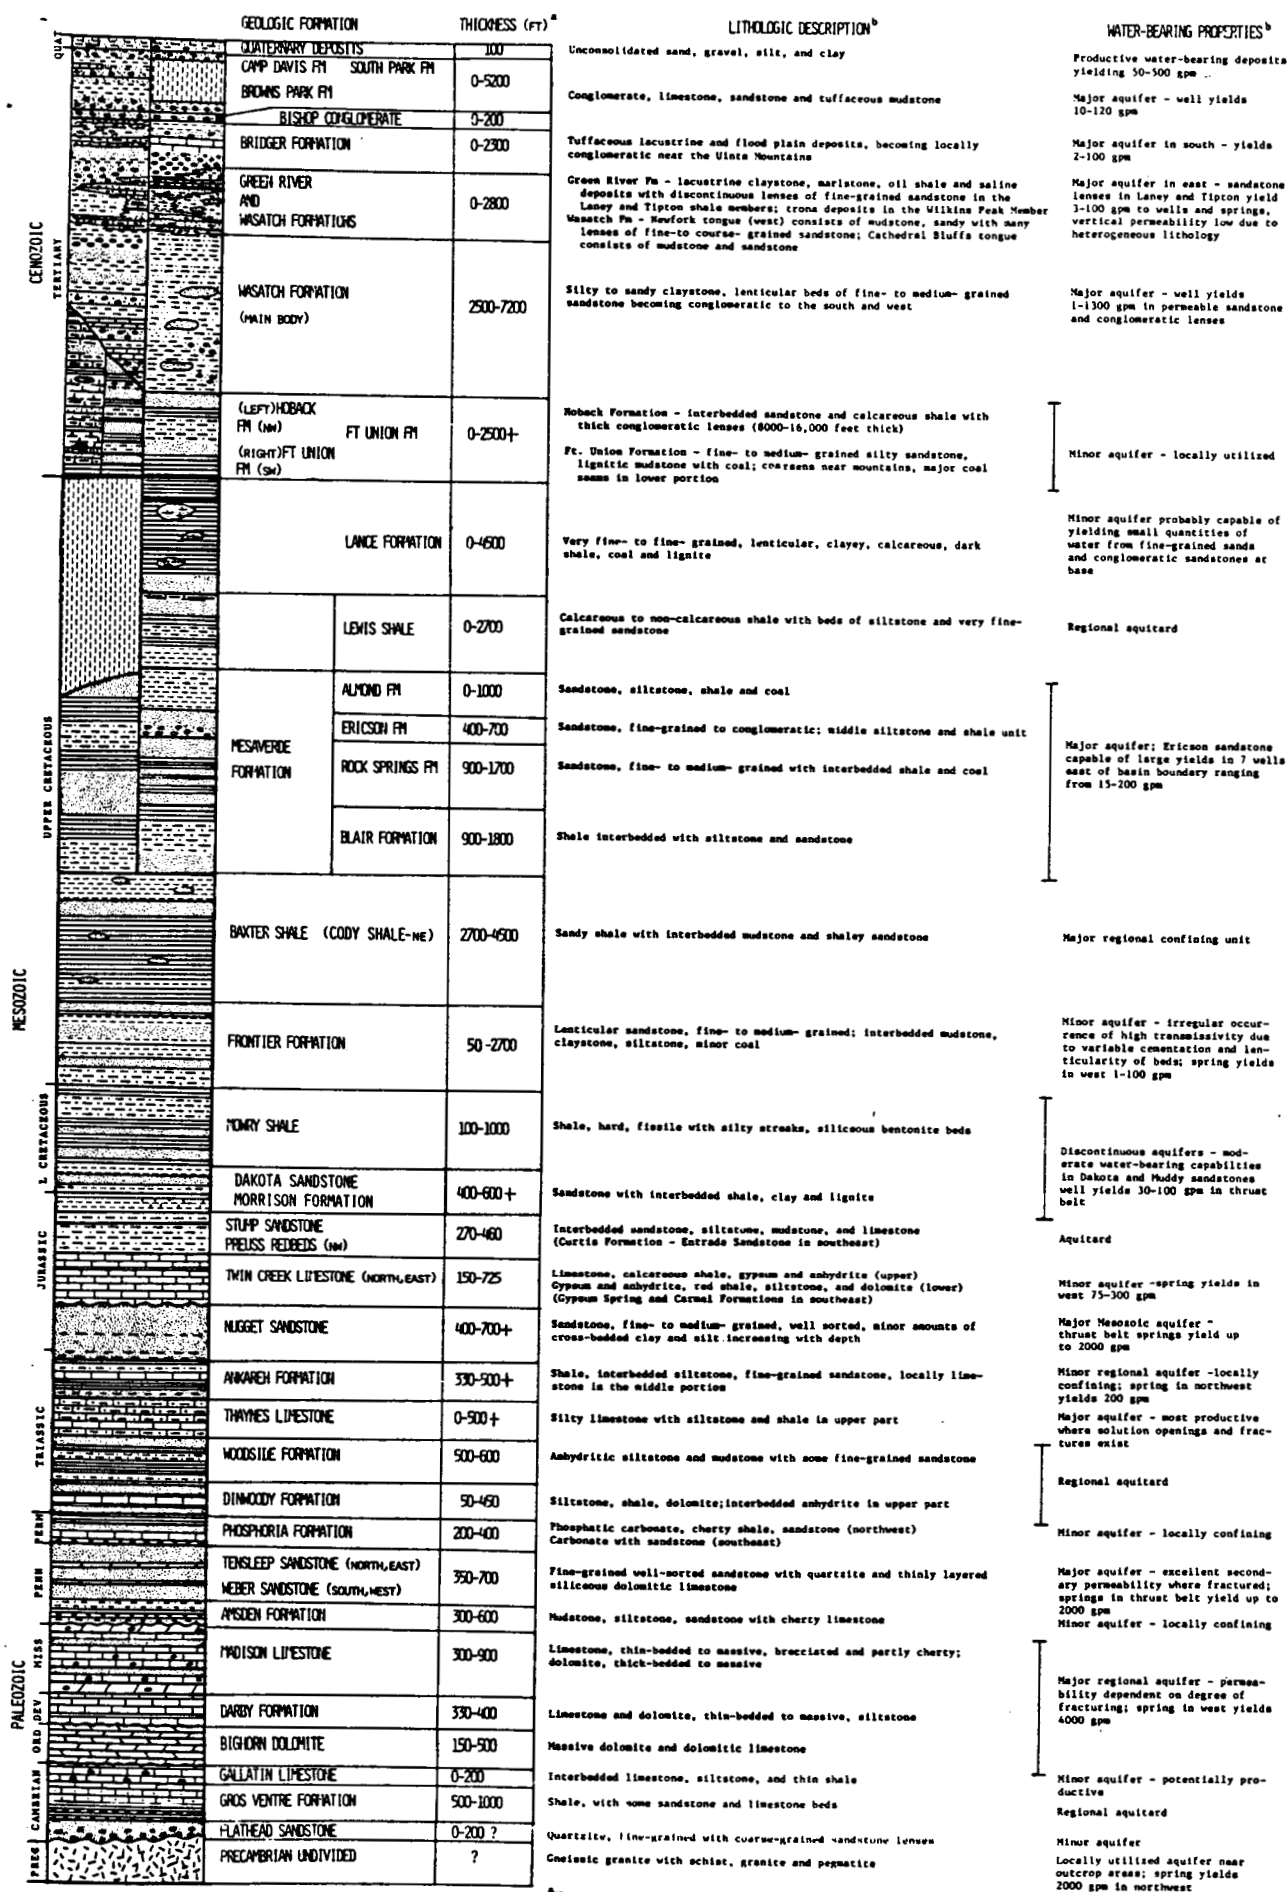 GEOLOGIC FORMATION THICKNESS (FT) a LITHOLOGIC DESCRIPTION b WATER-BEARING PROPERTIES b
CENOZOIC
MESOZOIC
PALEOZOIC
QUAT
TERTIARY
UPPER CRETACEOUS
L CRETACEOUS
JURASSIC
TRIASSIC
PERM
PENN
MISS
DEV
ORD
CAMBRIAN
PREC
QUATERNARY DEPOSITS 100 Unconsolidated sand, gravel, silt, and clay
Productive water-bearing deposits
yielding 50-500 gpm
CAMP DAVIS FM SOUTH PARK FM
BROWNS PARK FM
0-5200
Conglomerate, limestone, sandstone and tuffaceous mudstone
Major aquifer - well yields
10-120 gpm
BISHOP CONGLOMERATE 0-200
BRIDGER FORMATION 0-2300
Tuffaceous lacustrine and flood plain deposits, becoming locally
conglomeratic near the Uinta Mountains
Major aquifer in south - yields
2-100 gpm
GREEN RIVER
AND
WASATCH FORMATIONS
0-2800
Green River Fm - lacustrine claystone, marlstone, oil shale and saline
deposits with discontinuous lenses of fine-grained sandstone in the
Laney and Tipton shale members; trona deposits in the Wilkins Peak Member
Wasatch Fm - Newfork tongue (west) consists of mudstone, sandy with many
lenses of fine-to course- grained sandstone; Cathedral Bluffs tongue
consists of mudstone and sandstone
Major aquifer in east - sandstone
lenses in Laney and Tipton yield
3-100 gpm to wells and springs,
vertical permeability low due to
heterogeneous lithology
WASATCH FORMATION
(MAIN BODY)
2500-7200
Silty to sandy claystone, lenticular beds of fine- to medium- grained
sandstone becoming conglomeratic to the south and west
Major aquifer - well yields
1-1300 gpm in permeable sandstone
and conglomeratic lenses
(LEFT)HOBACK
FM (NW)
FT UNION FM
(RIGHT)FT UNION
FM (SW)
0-2500+
Hoback Formation - interbedded sandstone and calcareous shale with
thick conglomeratic lenses (8000-16,000 feet thick)
Ft. Union Formation - fine- to medium- grained silty sandstone,
lignitic mudstone with coal; coarsens near mountains, major coal
seams in lower portion
Minor aquifer - locally utilized
LANCE FORMATION 0-4500
Very fine- to fine- grained, lenticular, clayey, calcareous, dark
shale, coal and lignite
Minor aquifer probably capable of
yielding small quantities of
water from fine-grained sands
and conglomeratic sandstones at
base
LEWIS SHALE 0-2700
Calcareous to non-calcareous shale with beds of siltstone and very fine-
grained sandstone
Regional aquitard
MESAVERDE
FORMATION
ALMOND FM 0-1000 Sandstone, siltstone, shale and coal
ERICSON FM 400-700 Sandstone, fine-grained to conglomeratic; middle siltstone and shale unit
ROCK SPRINGS FM 900-1700 Sandstone, fine- to medium- grained with interbedded shale and coal
BLAIR FORMATION 900-1800 Shale interbedded with siltstone and sandstone
Major aquifer; Ericson sandstone
capable of large yields in 7 wells
east of basin boundary ranging
from 15-200 gpm
BAXTER SHALE (CODY SHALE-NE) 2700-4500 Sandy shale with interbedded mudstone and shaley sandstone Major regional confining unit
FRONTIER FORMATION 50-2700
Lenticular sandstone, fine- to medium- grained; interbedded mudstone,
claystone, siltstone, minor coal
Minor aquifer - irregular occur-
rence of high transmissivity due
to variable cementation and len-
ticularity of beds; spring yields
in west 1-100 gpm
MOWRY SHALE 100-1000 Shale, hard, fissile with silty streaks, siliceous bentonite beds
DAKOTA SANDSTONE
MORRISON FORMATION
400-600+
Sandstone with interbedded shale, clay and lignite
Discontinuous aquifers - mod-
erate water-bearing capabilties
in Dakota and Muddy sandstones
well yields 30-100 gpm in thrust
belt
STUMP SANDSTONE
PREUSS REDBEDS (NW)
270-460
Interbedded sandstone, siltstone, mudstone, and limestone
(Curtis Formation - Entrada Sandstone in southeast)
Aquitard
TWIN CREEK LIMESTONE (NORTH,EAST) 150-725
Limestone, calcareous shale, gypsum and anhydrite (upper)
Gypsum and anhydrite, red shale, siltstone, and dolomite (lower)
(Gypsum Spring and Carmel Formations in southeast)
Minor aquifer -spring yields in
west 75-300 gpm
NUGGET SANDSTONE 400-700+
Sandstone, fine- to medium- grained, well sorted, minor amounts of
cross-bedded clay and silt increasing with depth
Major Mesozoic aquifer -
thrust belt springs yield up
to 2000 gpm
ANKAREH FORMATION 330-500+
Shale, interbedded siltstone, fine-grained sandstone, locally lime-
stone in the middle portion
Minor regional aquifer -locally
confining; spring in northwest
yields 200 gpm
THAYNES LIMESTONE 0-500+ Silty limestone with siltstone and shale in upper part
Major aquifer - most productive
where solution openings and frac-
tures exist
WOODSIDE FORMATION 500-600 Anhydritic siltstone and mudstone with some fine-grained sandstone
Regional aquitard
DINWOODY FORMATION 50-450 Siltstone, shale, dolomite;interbedded anhydrite in upper part
PHOSPHORIA FORMATION 200-400
Phosphatic carbonate, cherty shale, sandstone (northwest)
Carbonate with sandstone (southeast)
Minor aquifer - locally confining
TENSLEEP SANDSTONE (NORTH,EAST)
WEBER SANDSTONE (SOUTH,WEST)
350-700
Fine-grained well-sorted sandstone with quartzite and thinly layered
siliceous dolomitic limestone
Major aquifer - excellent second-
ary permeability where fractured;
springs in thrust belt yield up to
2000 gpm
AMSDEN FORMATION 300-600 Mudstone, siltstone, sandstone with cherty limestone Minor aquifer - locally confining
MADISON LIMESTONE 300-900
Limestone, thin-bedded to massive, brecciated and partly cherty;
dolomite, thick-bedded to massive
Major regional aquifer - permea-
bility dependent on degree of
fracturing; spring in west yields
4000 gpm
DARBY FORMATION 330-400 Limestone and dolomite, thin-bedded to massive, siltstone
BIGHORN DOLOMITE 150-500 Massive dolomite and dolomitic limestone
GALLATIN LIMESTONE 0-200 Interbedded limestone, siltstone, and thin shale
Minor aquifer - potentially pro-
ductive
GROS VENTRE FORMATION 500-1000 Shale, with some sandstone and limestone beds Regional aquitard
FLATHEAD SANDSTONE 0-200 ? Quartzite, fine-grained with coarse-grained sandstone lenses Minor aquifer
PRECAMBRIAN UNDIVIDED ? Gneissic granite with schist, granite and pegmatite
Locally utilized aquifer near
outcrop areas; spring yields
2000 gpm in northwest